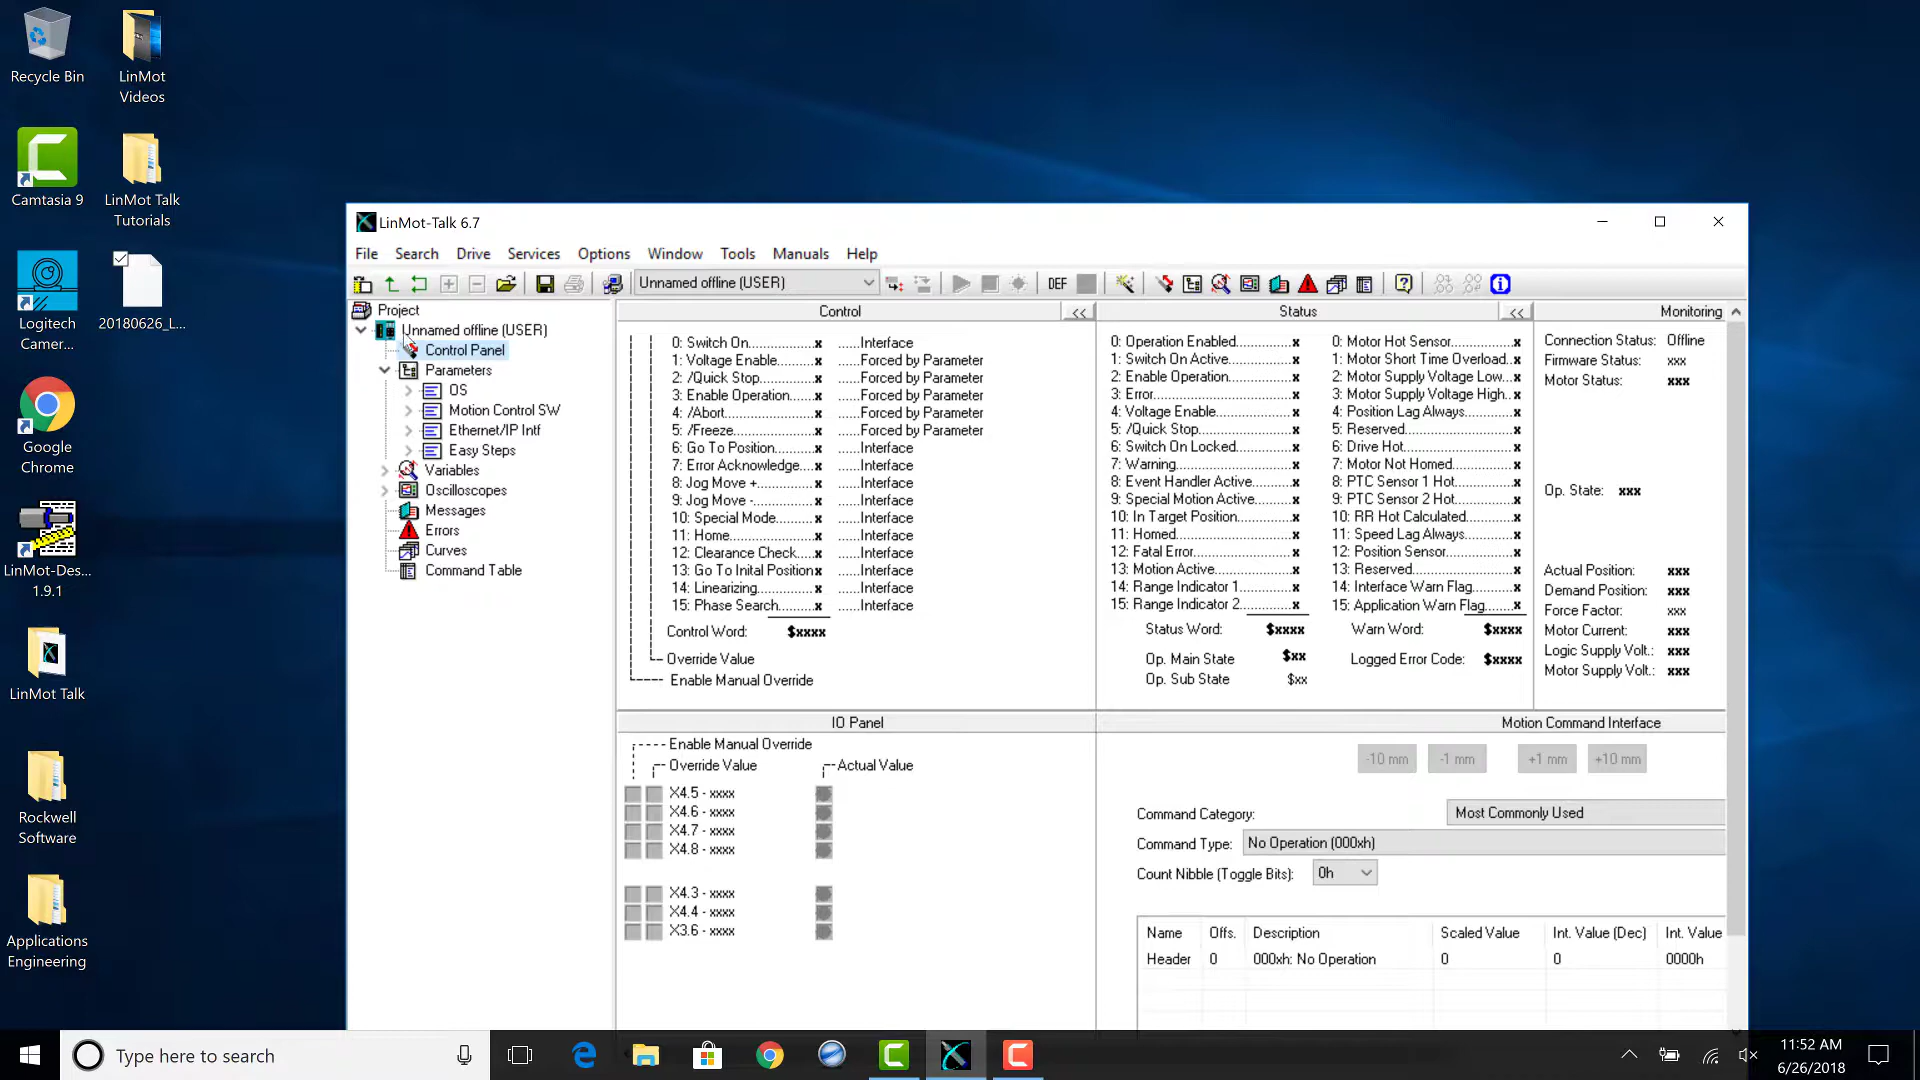 Recycle Bin
LinMot
Videos
Camtasia 9
LinMot Talk
Tutorials
Logitech
Camer...
20180626_L...
Google
Chrome
LinMot-Des...
1.9.1
LinMot Talk
Rockwell
Software
Applications
Engineering
LinMot-Talk 6.7
File Search Drive Services Options Window Tools Manuals Help
Unnamed offline (USER)
DEF
Project
Unnamed offline (USER)
Control Panel
Parameters
OS
Motion Control SW
Ethernet/IP Intf
Easy Steps
Variables
Oscilloscopes
Messages
Errors
Curves
Command Table
Control
<<
0: Switch On..............x ......Interface
1: Voltage Enable.........x ......Forced by Parameter
2: /Quick Stop............x ......Forced by Parameter
3: Enable Operation.......x ......Forced by Parameter
4: /Abort.................x ......Forced by Parameter
5: /Freeze................x ......Forced by Parameter
6: Go To Position.........x ......Interface
7: Error Acknowledge......x ......Interface
8: Jog Move +.............x ......Interface
9: Jog Move -.............x ......Interface
10: Special Mode..........x ......Interface
11: Home..................x ......Interface
12: Clearance Check.......x ......Interface
13: Go To Inital Position x ......Interface
14: Linearizing...........x ......Interface
15: Phase Search..........x ......Interface
Control Word: $xxxx
Override Value
Enable Manual Override
Status
<<
0: Operation Enabled......x
1: Switch On Active.......x
2: Enable Operation.......x
3: Error..................x
4: Voltage Enable.........x
5: /Quick Stop............x
6: Switch On Locked.......x
7: Warning................x
8: Event Handler Active...x
9: Special Motion Active..x
10: In Target Position....x
11: Homed.................x
12: Fatal Error...........x
13: Motion Active.........x
14: Range Indicator 1.....x
15: Range Indicator 2.....x
Status Word: $xxxx
Op. Main State $xx
Op. Sub State $xx
0: Motor Hot Sensor.......x
1: Motor Short Time Overload..x
2: Motor Supply Voltage Low...x
3: Motor Supply Voltage High..x
4: Position Lag Always....x
5: Reserved...............x
6: Drive Hot..............x
7: Motor Not Homed........x
8: PTC Sensor 1 Hot.......x
9: PTC Sensor 2 Hot.......x
10: RR Hot Calculated.....x
11: Speed Lag Always......x
12: Position Sensor.......x
13: Reserved..............x
14: Interface Warn Flag...x
15: Application Warn Flag.x
Warn Word: $xxxx
Logged Error Code: $xxxx
Monitoring
Connection Status: Offline
Firmware Status: xxx
Motor Status: xxx
Op. State: xxx
Actual Position: xxx
Demand Position: xxx
Force Factor: xxx
Motor Current: xxx
Logic Supply Volt.: xxx
Motor Supply Volt.: xxx
IO Panel
Enable Manual Override
Override Value Actual Value
X4.5 - xxxx
X4.6 - xxxx
X4.7 - xxxx
X4.8 - xxxx
X4.3 - xxxx
X4.4 - xxxx
X3.6 - xxxx
Motion Command Interface
-10 mm -1 mm +1 mm +10 mm
Command Category: Most Commonly Used
Command Type: No Operation (000xh)
Count Nibble (Toggle Bits): 0h
Name Offs. Description Scaled Value Int. Value (Dec) Int. Value
Header 0 000xh: No Operation 0 0 0000h
Type here to search
11:52 AM
6/26/2018